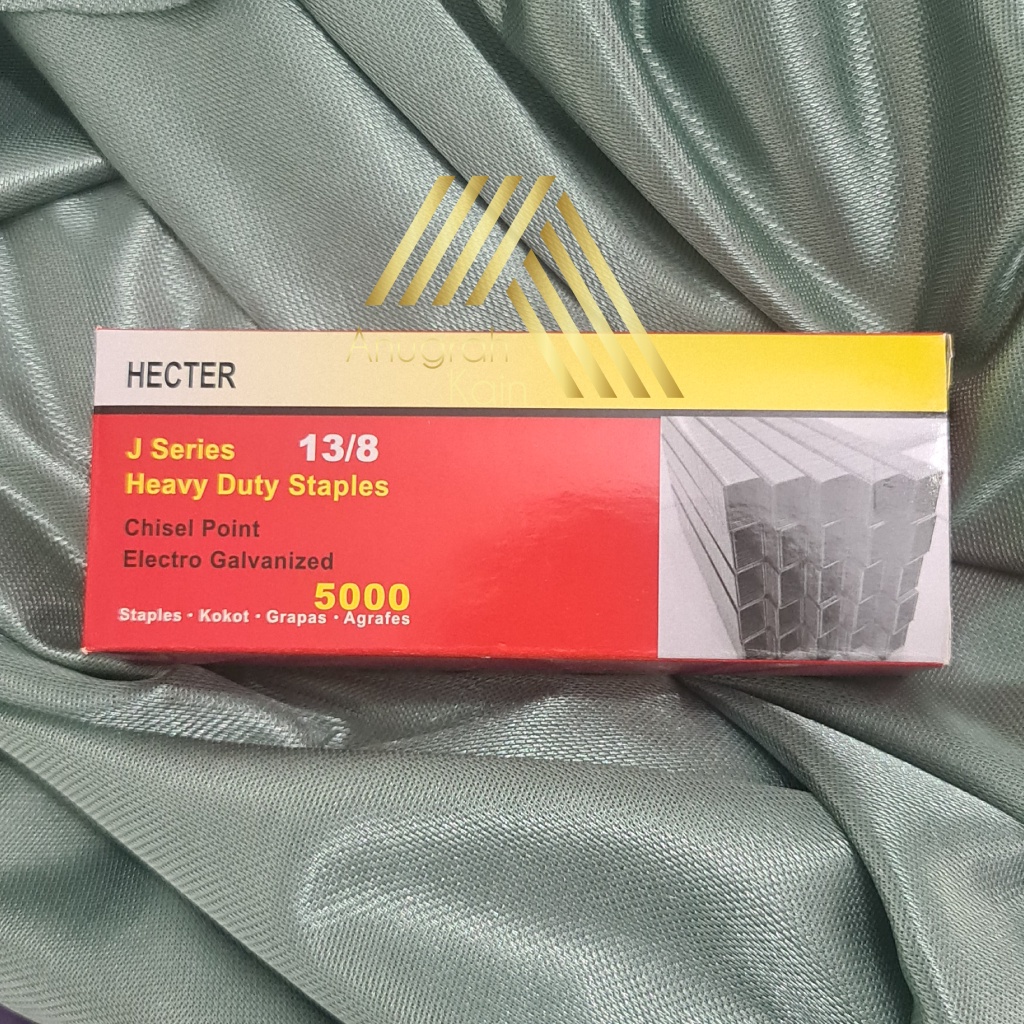 Anugrah
Kain
HECTER
J Series 13/8
Heavy Duty Staples
Chisel Point
Electro Galvanized
5000
Staples · Kokot · Grapas · Agrafes